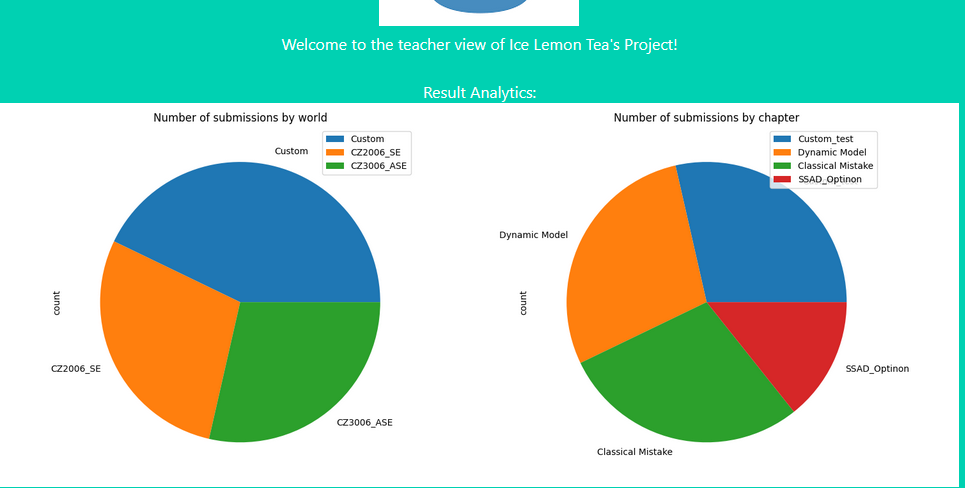 Welcome to the teacher view of Ice Lemon Tea's Project!
Result Analytics:
Number of submissions by world
Custom
Custom
CZ2006_SE
CZ3006_ASE
count
CZ2006_SE
CZ3006_ASE
Number of submissions by chapter
Custom_test
Dynamic Model
Classical Mistake
SSAD_Optinon
Dynamic Model
count
SSAD_Optinon
Classical Mistake